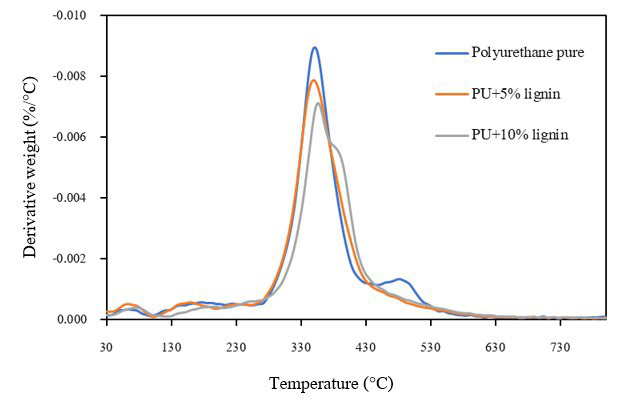 -0.010
-0.008
-0.006
-0.004
-0.002
0.000
Derivative weight (%/°C)
Polyurethane pure
PU+5% lignin
PU+10% lignin
30 130 230 330 430 530 630 730
Temperature (°C)